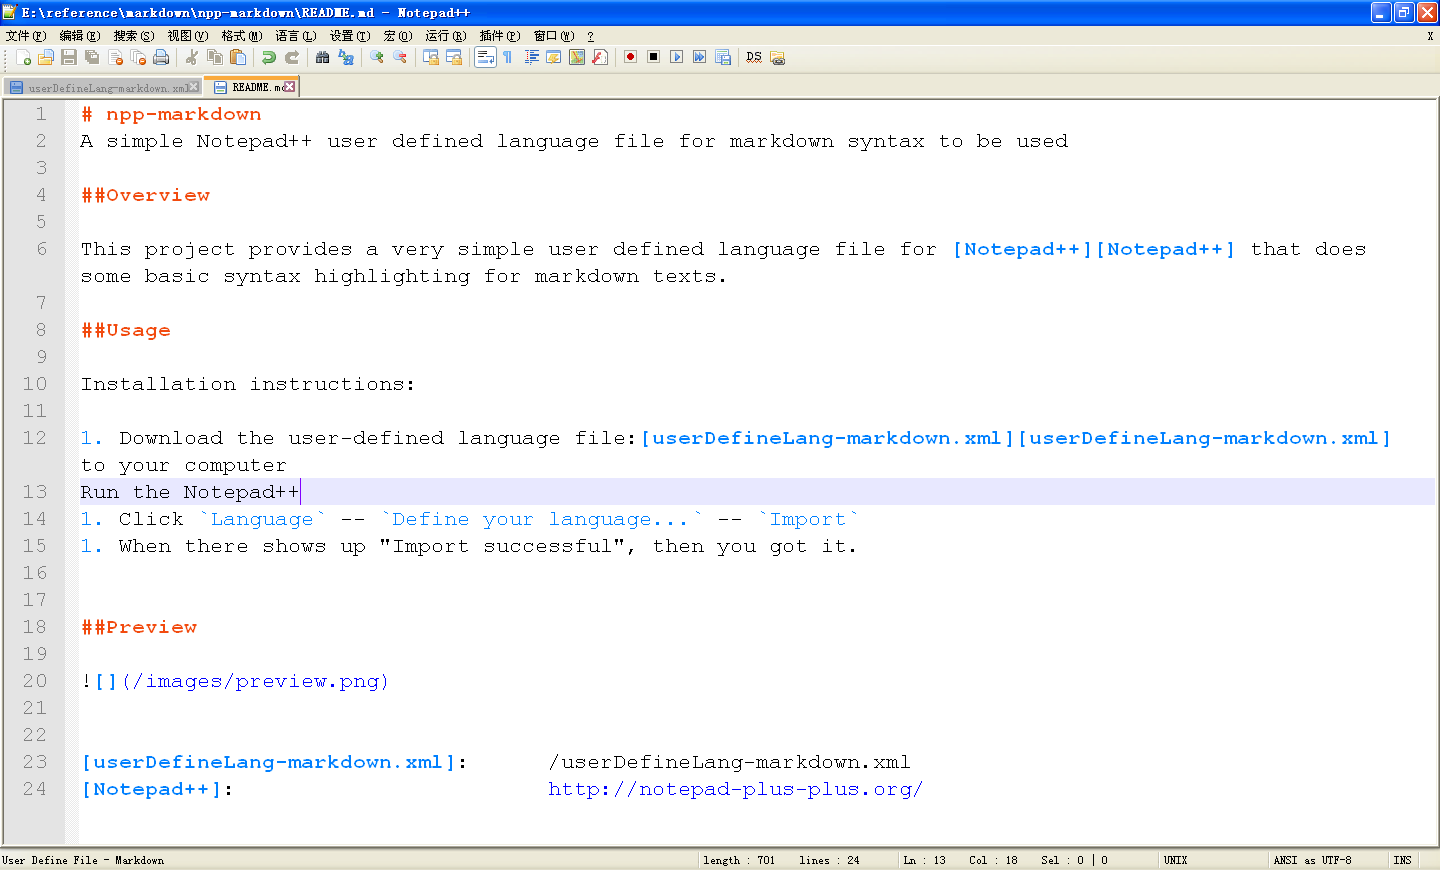 E:\reference\markdown\npp-markdown\README.md - Notepad++
文件(F) 编辑(E) 搜索(S) 视图(V) 格式(M) 语言(L) 设置(T) 宏(O) 运行(R) 插件(P) 窗口(W) ? X
userDefineLang-markdown.xml README.md
1 # npp-markdown
2 A simple Notepad++ user defined language file for markdown syntax to be used
3
4 ##Overview
5
6 This project provides a very simple user defined language file for [Notepad++][Notepad++] that does
some basic syntax highlighting for markdown texts.
7
8 ##Usage
9
10 Installation instructions:
11
12 1. Download the user-defined language file:[userDefineLang-markdown.xml][userDefineLang-markdown.xml]
to your computer
13 Run the Notepad++
14 1. Click `Language` -- `Define your language...` -- `Import`
15 1. When there shows up "Import successful", then you got it.
16
17
18 ##Preview
19
20 ![](/images/preview.png)
21
22
23 [userDefineLang-markdown.xml]: /userDefineLang-markdown.xml
24 [Notepad++]: http://notepad-plus-plus.org/
User Define File - Markdown length : 701 lines : 24 Ln : 13 Col : 18 Sel : 0 | 0 UNIX ANSI as UTF-8 INS